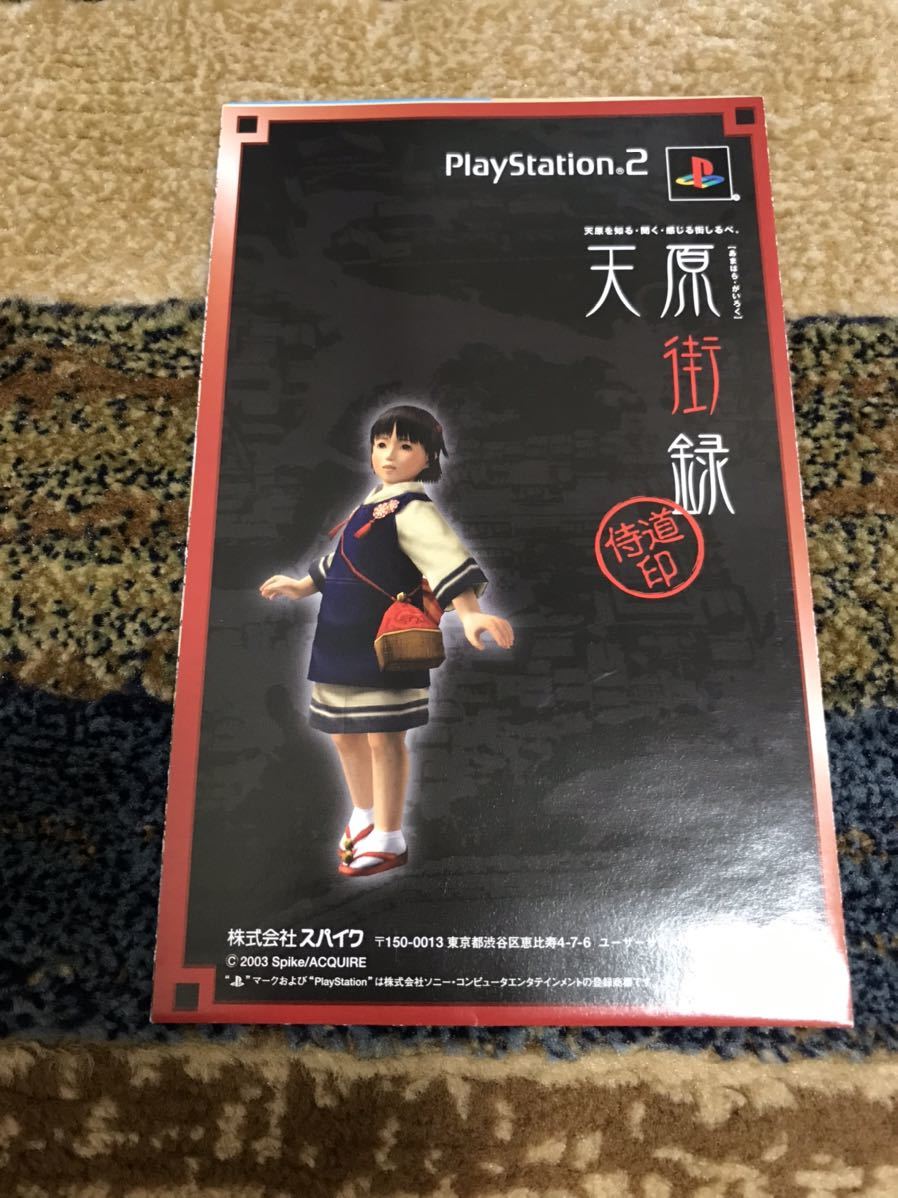 PlayStation®2
天原を知る・聞く・感じる街しるべ。
天原街録
[あまはら・がいろく]
侍道印
株式会社スパイク 〒150-0013 東京都渋谷区恵比寿4-7-6 ユーザー
© 2003 Spike/ACQUIRE
"PS"マークおよび"PlayStation"は株式会社ソニー・コンピュータエンタテインメントの登録商標です